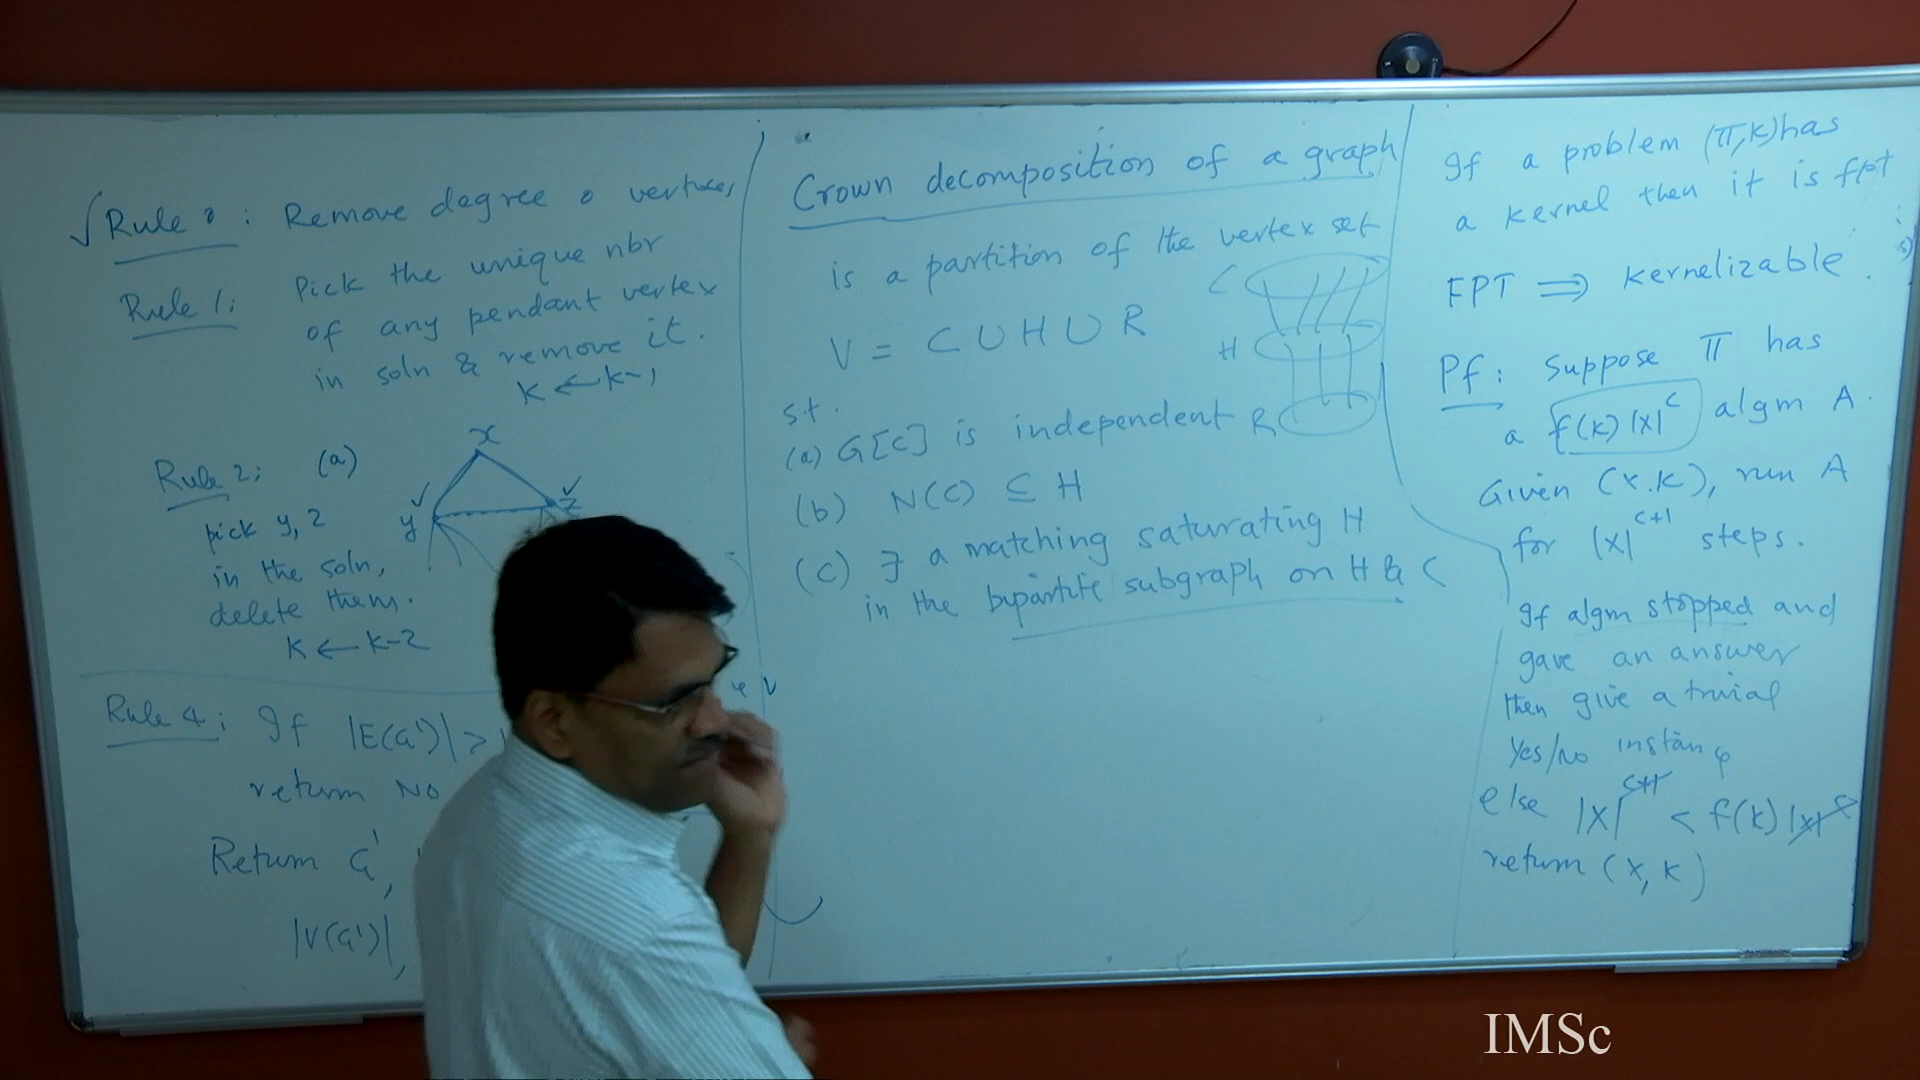 √ Rule 0 : Remove degree 0 vertices
Rule 1: Pick the unique nbr
of any pendant vertex
in soln & remove it.
k ← k-1
Rule 2: (a)
x
y
z
pick y, z
in the soln,
delete them.
K ← K-2
Rule 4: If |E(G')| >
return NO
Return G',
|V(G')|,
Crown decomposition of a graph
is a partition of the vertex set
V = C ∪ H ∪ R
C
H
R
s.t.
(a) G[C] is independent
(b) N(C) ⊆ H
(c) ∃ a matching saturating H
in the bipartite subgraph on H & C
If a problem (π,k) has
a kernel then it is fpt
FPT ⟹ kernelizable.
Pf: Suppose π has
a f(k) |x|^c algm A.
Given (x,k), run A
for |x|^{c+1} steps.
If algm stopped and
gave an answer
then give a trivial
Yes/No instance
else |x|^{c+1} < f(k) |x|^c
return (x, k)
IMSc